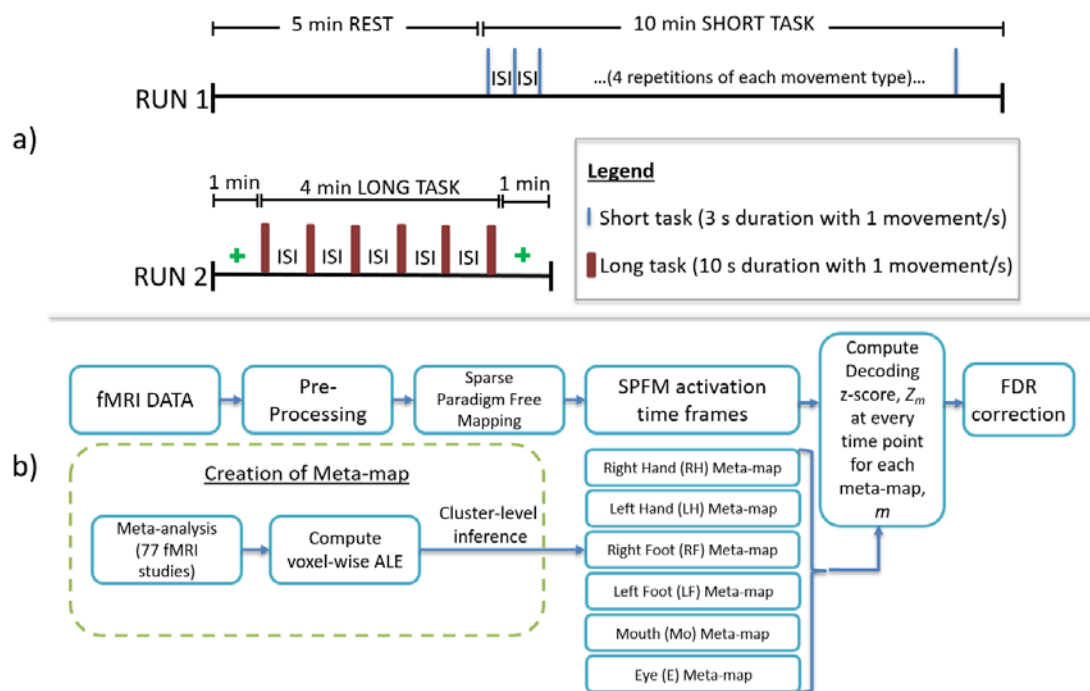 5 min REST
10 min SHORT TASK
ISI ISI
...(4 repetitions of each movement type)...
RUN 1
a)
1 min
4 min LONG TASK
1 min
+ ISI ISI ISI ISI ISI +
RUN 2
Legend
Short task (3 s duration with 1 movement/s)
Long task (10 s duration with 1 movement/s)
b)
fMRI DATA
Pre-
Processing
Sparse
Paradigm Free
Mapping
SPFM activation
time frames
Compute
Decoding
z-score, Zm
at every
time point
for each
meta-map,
m
FDR
correction
Creation of Meta-map
Meta-analysis
(77 fMRI
studies)
Compute
voxel-wise ALE
Cluster-level
inference
Right Hand (RH) Meta-map
Left Hand (LH) Meta-map
Right Foot (RF) Meta-map
Left Foot (LF) Meta-map
Mouth (Mo) Meta-map
Eye (E) Meta-map